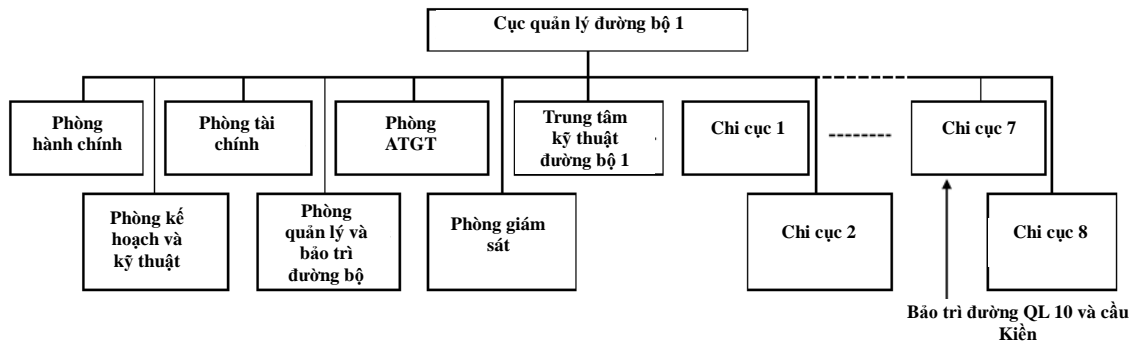 Cục quản lý đường bộ 1
Phòng
hành chính
Phòng tài
chính
Phòng
ATGT
Trung tâm
kỹ thuật
đường bộ 1
Chi cục 1
Chi cục 7
Phòng kế
hoạch và
kỹ thuật
Phòng
quản lý và
bảo trì
đường bộ
Phòng giám
sát
Chi cục 2
Chi cục 8
Bảo trì đường QL 10 và cầu
Kiền